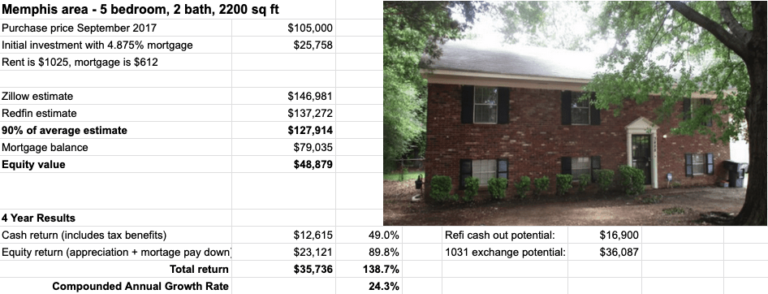 Memphis area - 5 bedroom, 2 bath, 2200 sq ft
Purchase price September 2017 $105,000
Initial investment with 4.875% mortgage $25,758
Rent is $1025, mortgage is $612
Zillow estimate $146,981
Redfin estimate $137,272
90% of average estimate $127,914
Mortgage balance $79,035
Equity value $48,879
4 Year Results
Cash return (includes tax benefits) $12,615 49.0% Refi cash out potential: $16,900
Equity return (appreciation + mortage pay down) $23,121 89.8% 1031 exchange potential: $36,087
Total return $35,736 138.7%
Compounded Annual Growth Rate 24.3%